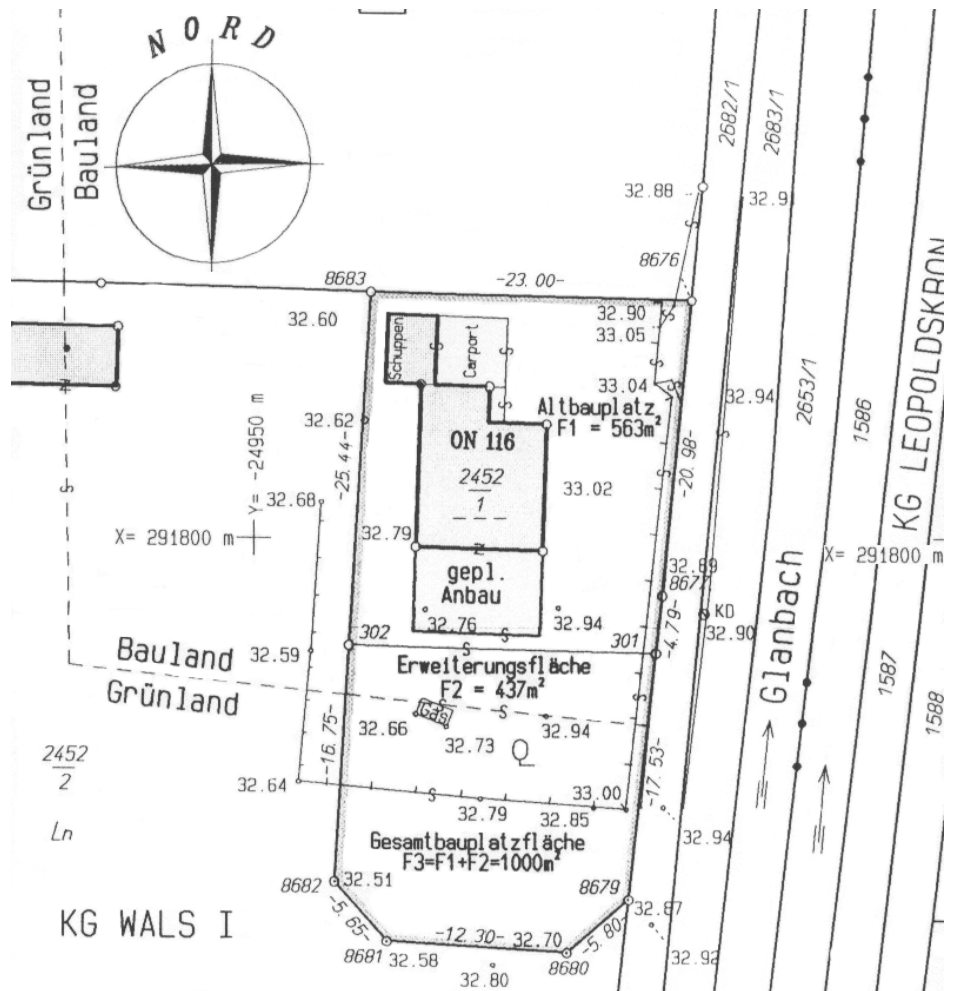 NORD
Grünland
Bauland
2682/1
2683/1
32.88
32.9
8676
8683
-23.00-
32.90
33.05
32.60
Schuppen
S
Carport
S
33.04
32.94
2653/1
1586
KG LEOPOLDSKRON
Altbauplatz
F1 = 563m²
32.62
-25.44-
ON 116
2452
1
33.02
-20.98-
Y= -24950 m
32.68
X= 291800 m
32.79
X= 291800 m
gepl.
Anbau
8677
KD
32.76
32.94
32.90
302
301
-4.79-
Bauland
32.59
Grünland
Erweiterungsfläche
F2 = 437m²
Glanbach
1587
1588
Gas
32.66
32.73
32.94
-16.75-
-17.53-
2452
2
32.64
33.00
32.79
32.85
32.94
Ln
Gesamtbauplatzfläche
F3=F1+F2=1000m²
8682
32.51
8679
32.87
KG WALS I
-5.65-
-12.30-
32.70
-5.80-
8681
32.58
8680
32.92
32.80